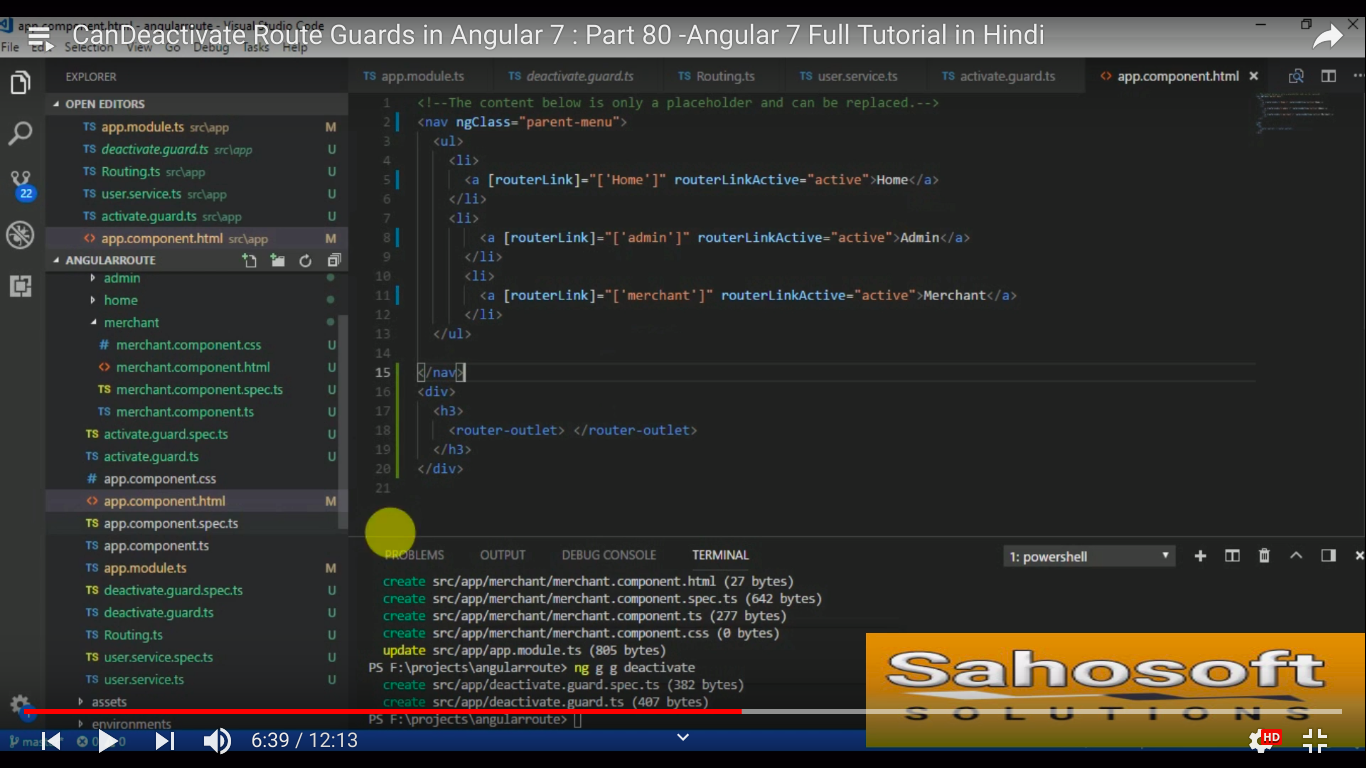 app.component.html - angularroute - Visual Studio Code
CanDeactivate Route Guards in Angular 7 : Part 80 -Angular 7 Full Tutorial in Hindi
File Edit Selection View Go Debug Tasks Help
EXPLORER
OPEN EDITORS
TS app.module.ts src\app M
TS deactivate.guard.ts src\app U
TS Routing.ts src\app U
TS user.service.ts src\app U
TS activate.guard.ts src\app U
<> app.component.html src\app M
22
ANGULARROUTE
admin
home
merchant
# merchant.component.css U
<> merchant.component.html U
TS merchant.component.spec.ts U
TS merchant.component.ts U
TS activate.guard.spec.ts U
TS activate.guard.ts U
# app.component.css
<> app.component.html M
TS app.component.spec.ts
TS app.component.ts
TS app.module.ts M
TS deactivate.guard.spec.ts U
TS deactivate.guard.ts U
TS Routing.ts U
TS user.service.spec.ts U
TS user.service.ts U
assets
environments
TS app.module.ts TS deactivate.guard.ts TS Routing.ts TS user.service.ts TS activate.guard.ts <> app.component.html ×
1 <!--The content below is only a placeholder and can be replaced.-->
2 <nav ngClass="parent-menu">
3 <ul>
4 <li>
5 <a [routerLink]="['Home']" routerLinkActive="active">Home</a>
6 </li>
7 <li>
8 <a [routerLink]="['admin']" routerLinkActive="active">Admin</a>
9 </li>
10 <li>
11 <a [routerLink]="['merchant']" routerLinkActive="active">Merchant</a>
12 </li>
13 </ul>
14
15 </nav>
16 <div>
17 <h3>
18 <router-outlet> </router-outlet>
19 </h3>
20 </div>
21
PROBLEMS OUTPUT DEBUG CONSOLE TERMINAL 1: powershell
create src/app/merchant/merchant.component.html (27 bytes)
create src/app/merchant/merchant.component.spec.ts (642 bytes)
create src/app/merchant/merchant.component.ts (277 bytes)
create src/app/merchant/merchant.component.css (0 bytes)
update src/app/app.module.ts (805 bytes)
PS F:\projects\angularroute> ng g g deactivate
create src/app/deactivate.guard.spec.ts (382 bytes)
create src/app/deactivate.guard.ts (407 bytes)
PS F:\projects\angularroute>
Sahosoft
SOLUTIONS
6:39 / 12:13
HD